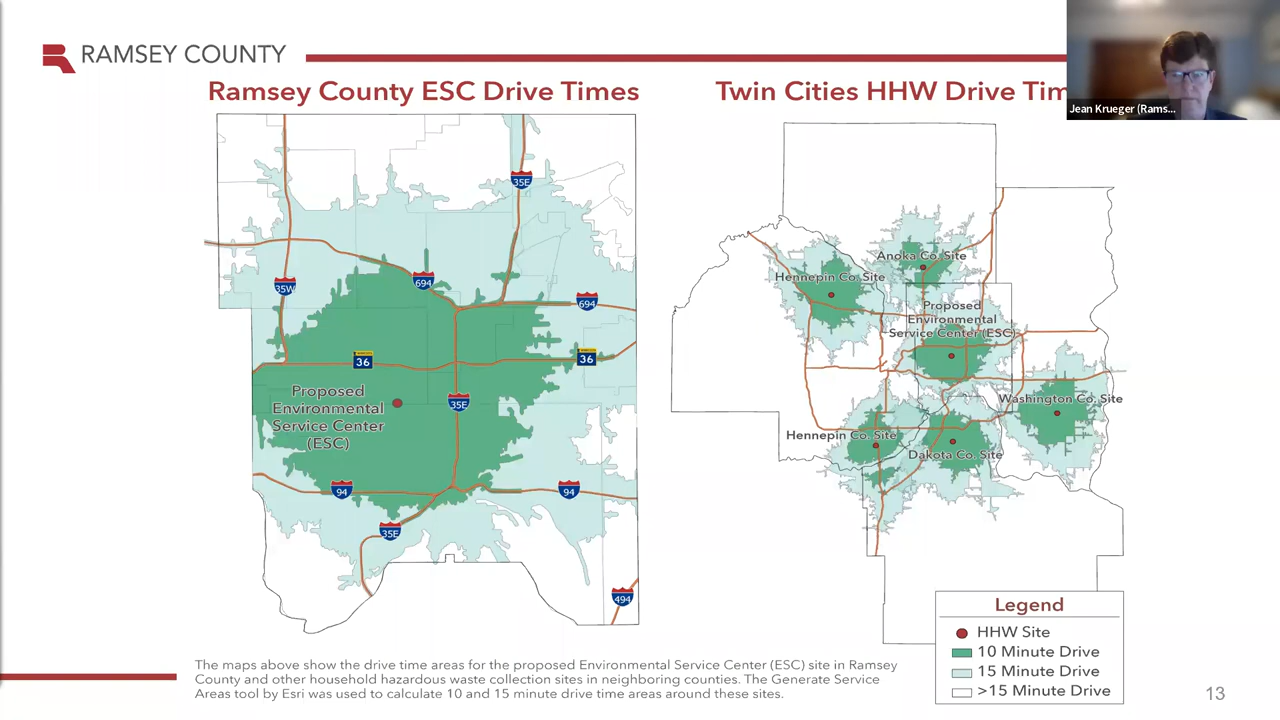 RAMSEY COUNTY
Ramsey County ESC Drive Times
Twin Cities HHW Drive Tim
Jean Krueger (Rams...
35E
35W
694
694
36
36
Proposed
Environmental
Service Center
(ESC)
35E
94
94
35E
494
Anoka Co. Site
Hennepin Co. Site
Proposed
Environmental
Service Center (ESC)
Washington Co. Site
Hennepin Co. Site
Dakota Co. Site
Legend
HHW Site
10 Minute Drive
15 Minute Drive
>15 Minute Drive
The maps above show the drive time areas for the proposed Environmental Service Center (ESC) site in Ramsey
County and other household hazardous waste collection sites in neighboring counties. The Generate Service
Areas tool by Esri was used to calculate 10 and 15 minute drive time areas around these sites.
13